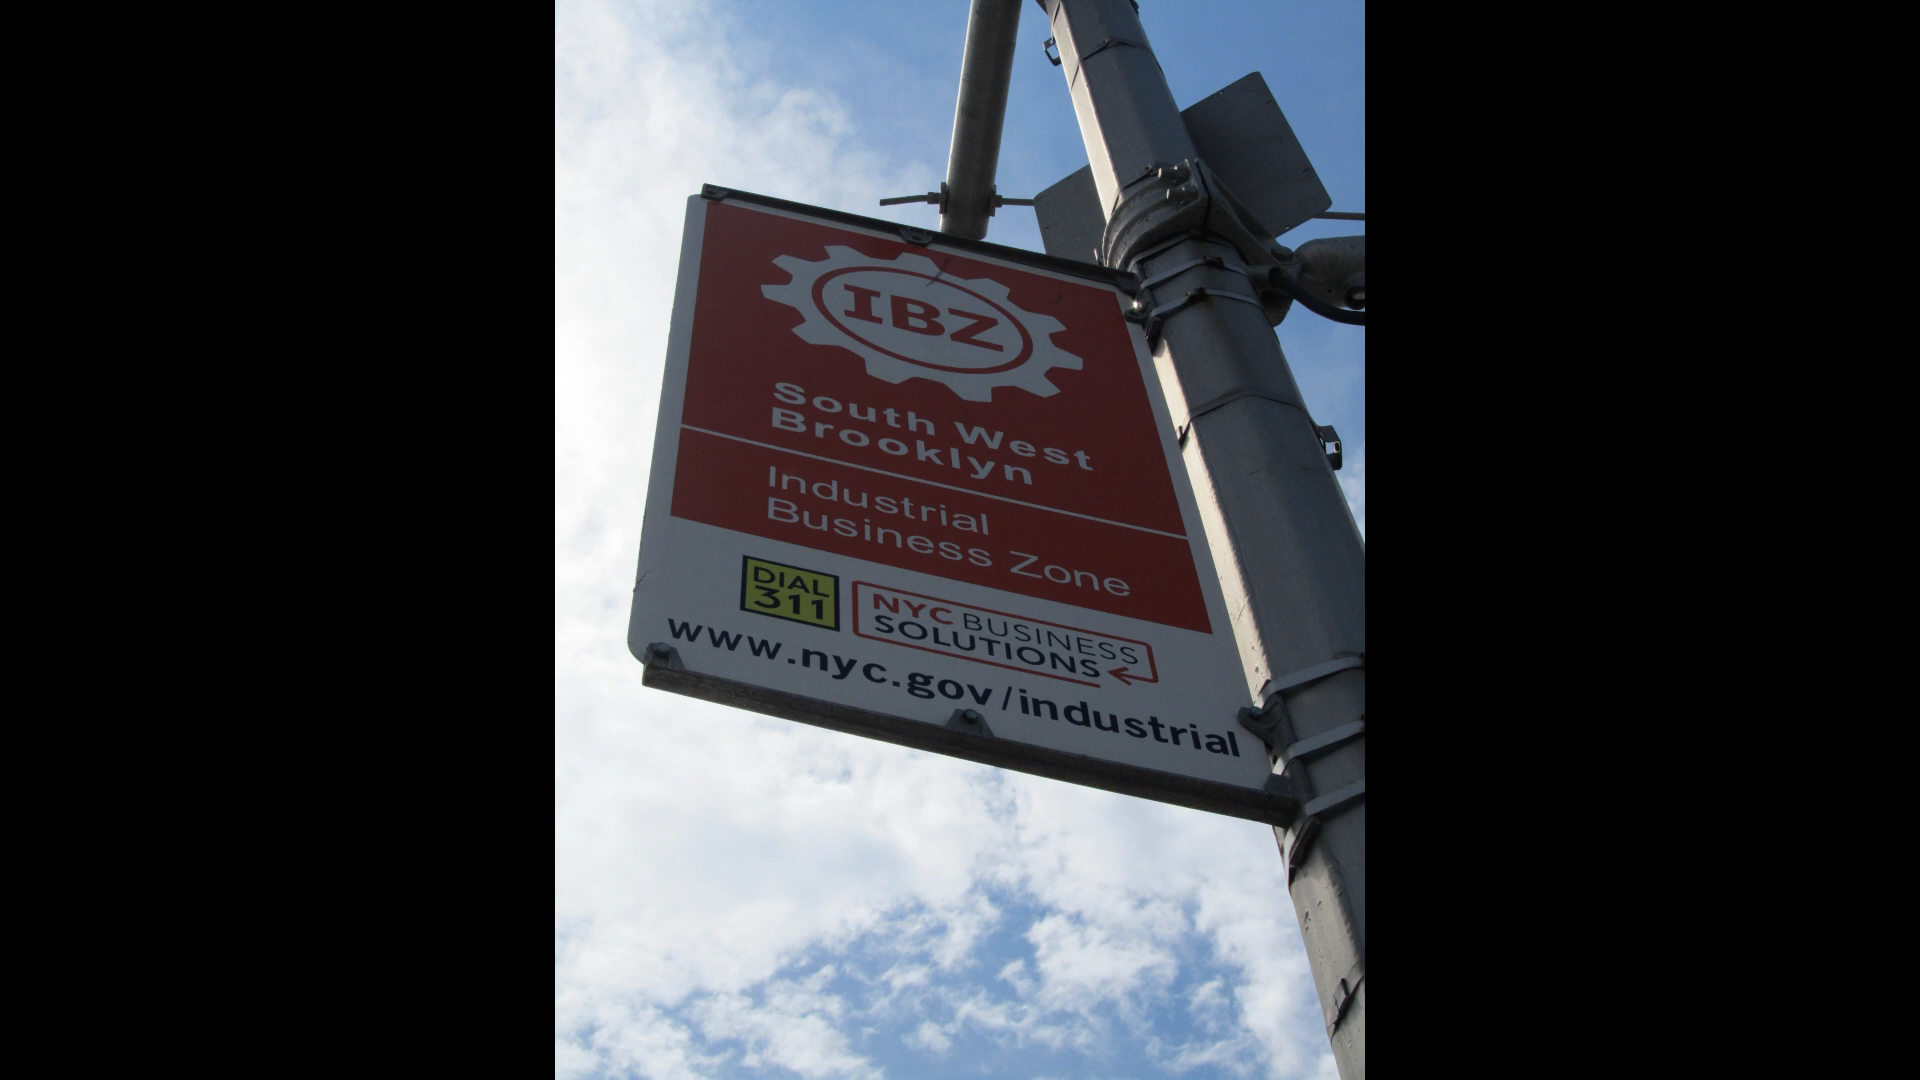 IBZ
South West
Brooklyn
Industrial
Business Zone
DIAL
311
NYC BUSINESS
SOLUTIONS
www.nyc.gov/industrial